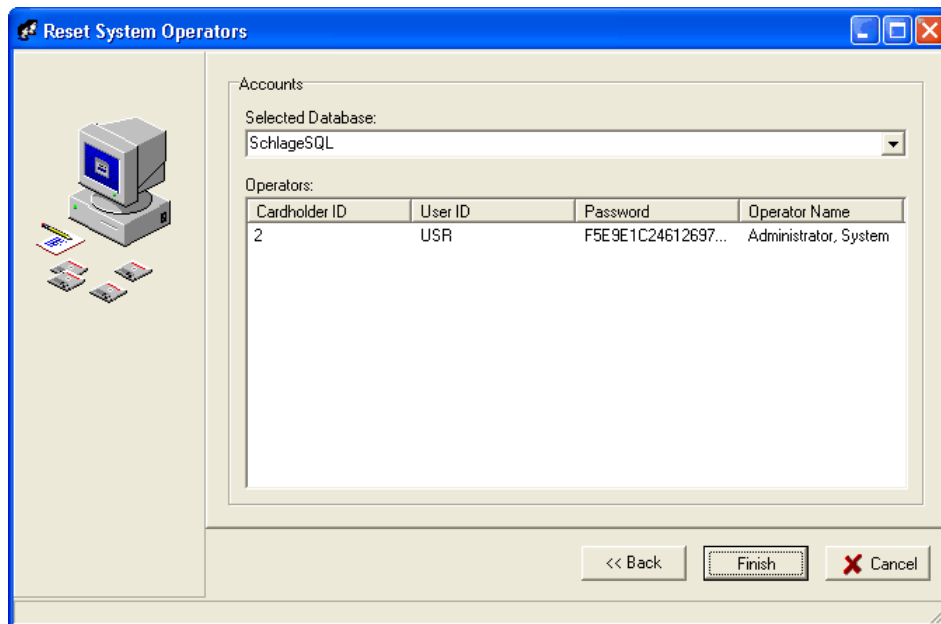 Reset System Operators
Accounts
Selected Database:
SchlageSQL
Operators:
Cardholder ID User ID Password Operator Name
2 USR F5E9E1C24612697... Administrator, System
<< Back Finish Cancel